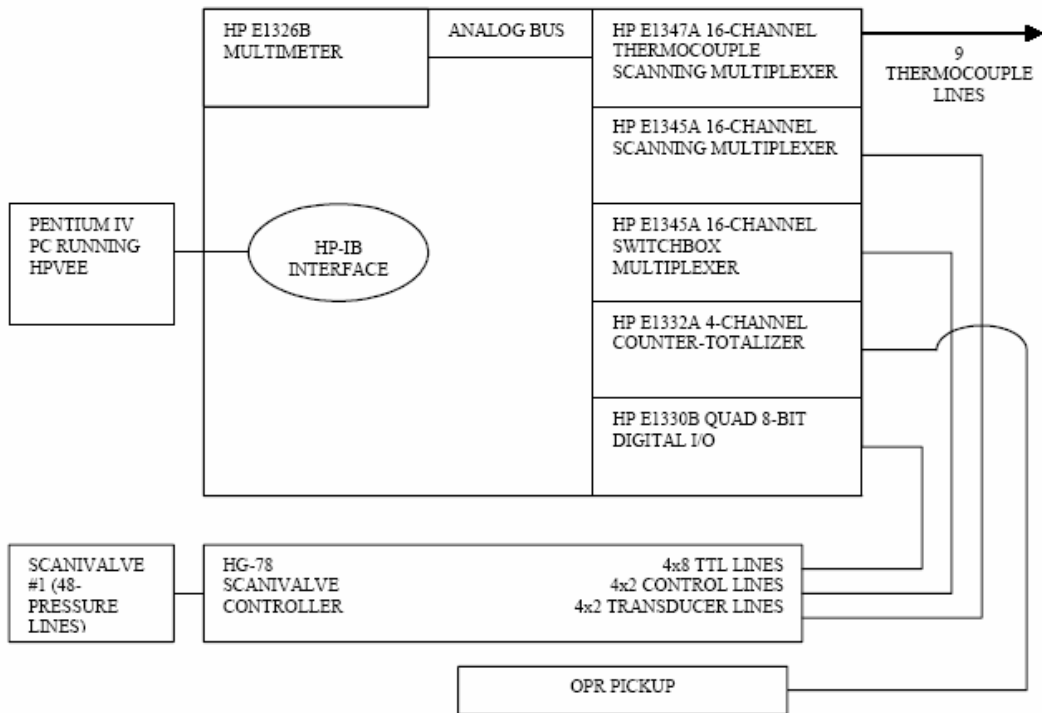 HP E1326B
MULTIMETER
ANALOG BUS
HP E1347A 16-CHANNEL
THERMOCOUPLE
SCANNING MULTIPLEXER
9
THERMOCOUPLE
LINES
HP E1345A 16-CHANNEL
SCANNING MULTIPLEXER
PENTIUM IV
PC RUNNING
HPVEE
HP-IB
INTERFACE
HP E1345A 16-CHANNEL
SWITCHBOX
MULTIPLEXER
HP E1332A 4-CHANNEL
COUNTER-TOTALIZER
HP E1330B QUAD 8-BIT
DIGITAL I/O
SCANIVALVE
#1 (48-
PRESSURE
LINES)
HG-78
SCANIVALVE
CONTROLLER
4x8 TTL LINES
4x2 CONTROL LINES
4x2 TRANSDUCER LINES
OPR PICKUP